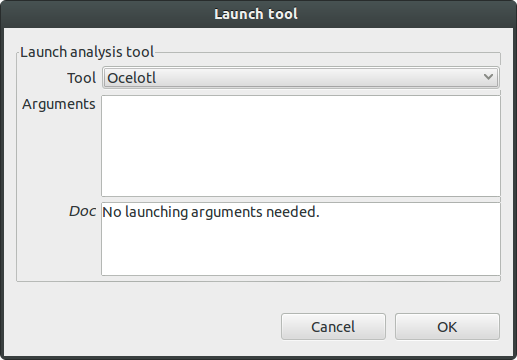 Launch tool
Launch analysis tool
Tool Ocelotl
Arguments
Doc No launching arguments needed.
Cancel OK